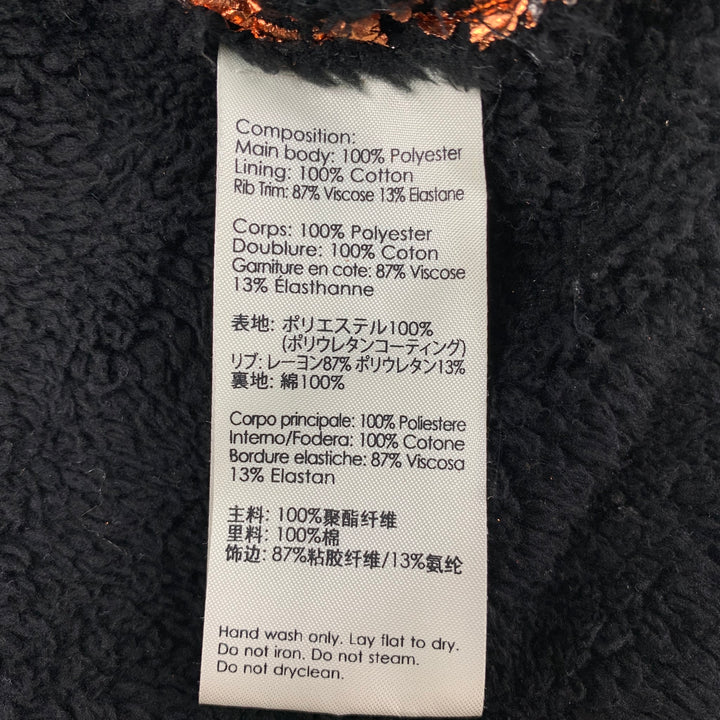 Composition:
Main body: 100% Polyester
Lining: 100% Cotton
Rib Trim: 87% Viscose 13% Elastane
Corps: 100% Polyester
Doublure: 100% Coton
Garniture en cote: 87% Viscose
13% Élasthanne
表地: ポリエステル100%
(ポリウレタンコーティング)
リブ: レーヨン87% ポリウレタン13%
裏地: 綿100%
Corpo principale: 100% Poliestere
Interno/Fodera: 100% Cotone
Bordure elastiche: 87% Viscosa
13% Elastan
主料: 100%聚酯纤维
里料: 100%棉
饰边: 87%粘胶纤维/13%氨纶
Hand wash only. Lay flat to dry.
Do not iron. Do not steam.
Do not dryclean.